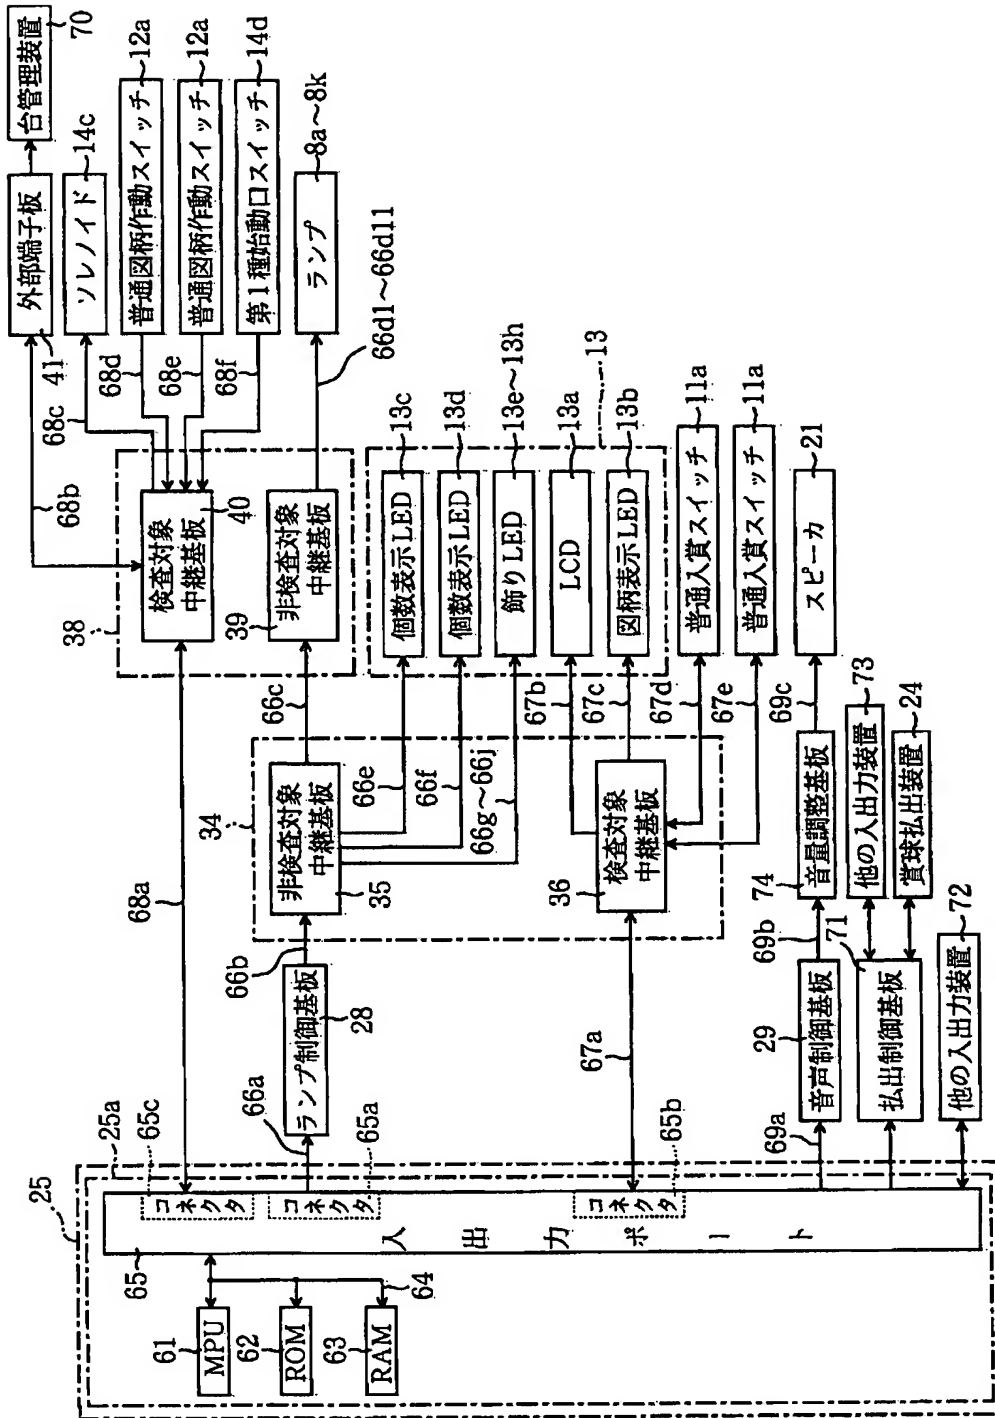 25
25a
65c
65
61
MPU
62
ROM
63
RAM
64
コネクタ
コネクタ
65a
コネクタ
65b
入出力ポート
68a
66a
ランプ制御基板
28
66b
67a
69a
音声制御基板
29
69b
払出制御基板
71
他の入出力装置
72
34
非検査対象
中継基板
35
66c
66e
66f
66g～66j
検査対象
中継基板
36
67b
67c
67d
67e
音量調整基板
74
69c
他の入出力装置
73
賞球払出装置
24
38
検査対象
中継基板
40
非検査対象
中継基板
39
68b
68c
68d
68e
68f
66d1～66d11
個数表示LED
13c
個数表示LED
13d
飾りLED
13e～13h
LCD
13a
図柄表示LED
13b
13
普通入賞スイッチ
11a
普通入賞スイッチ
11a
スピーカ
21
外部端子板
41
台管理装置
70
ソレノイド
14c
普通図柄作動スイッチ
12a
普通図柄作動スイッチ
12a
第1種始動口スイッチ
14d
ランプ
8a～8k